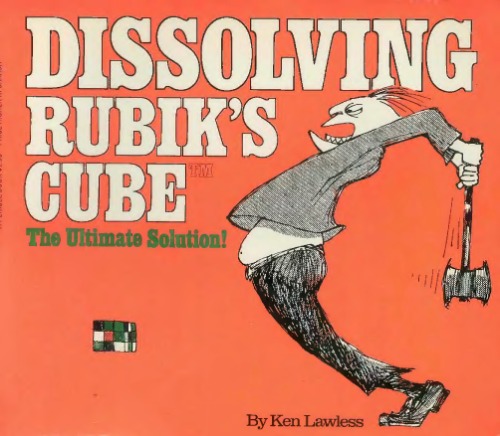 DISSOLVING
RUBIK'S
CUBE™
The Ultimate Solution!
By Ken Lawless